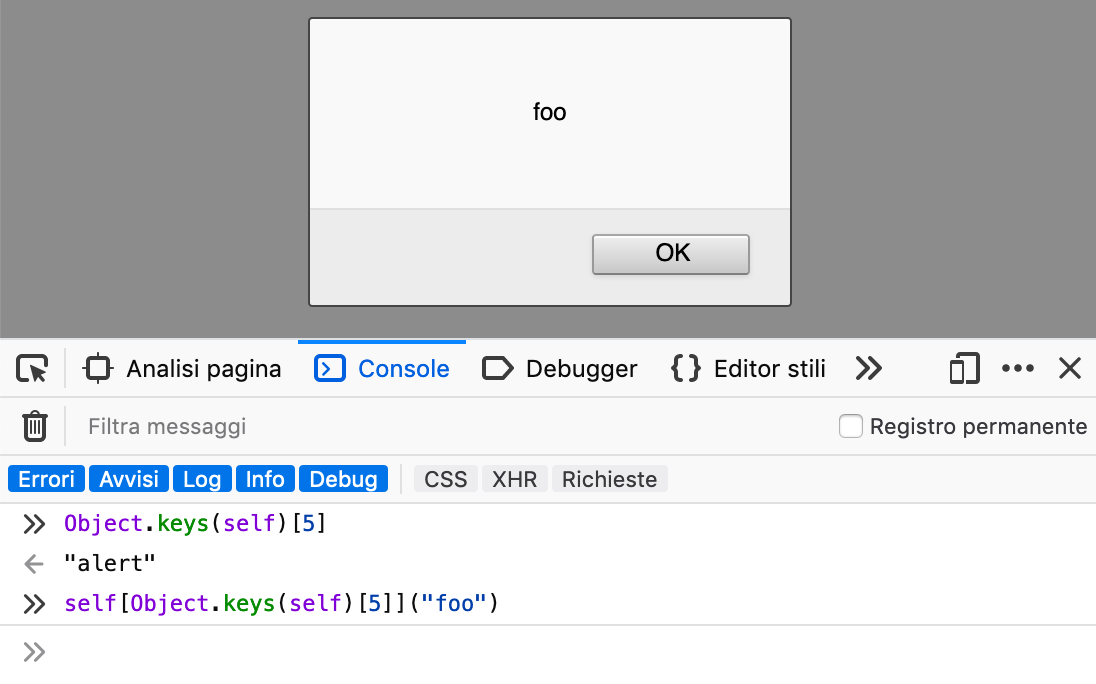 foo
OK
Analisi pagina Console Debugger Editor stili
Filtra messaggi Registro permanente
Errori Avvisi Log Info Debug CSS XHR Richieste
Object.keys(self)[5]
"alert"
self[Object.keys(self)[5]]("foo")